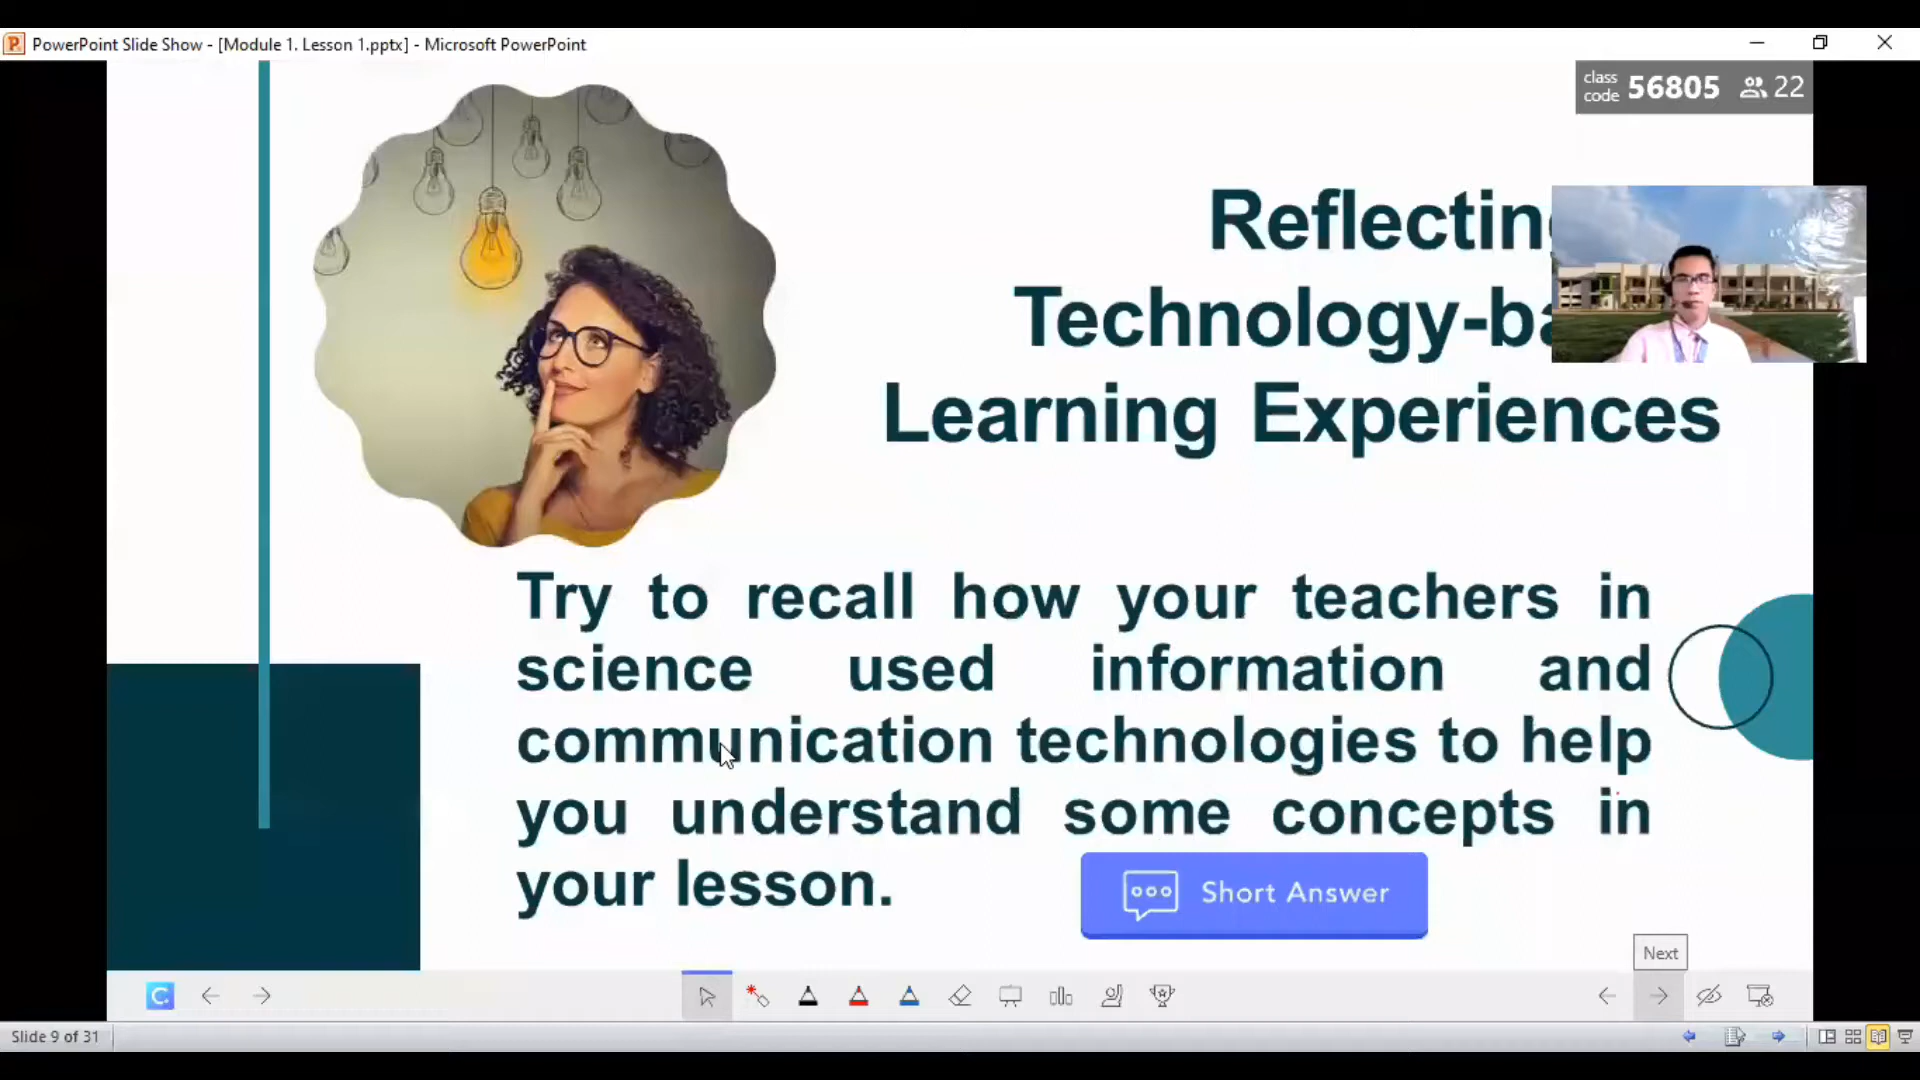 PowerPoint Slide Show - [Module 1. Lesson 1.pptx] - Microsoft PowerPoint
class
code 56805 22
Reflectin
Technology-ba
Learning Experiences
Try to recall how your teachers in
science used information and
communication technologies to help
you understand some concepts in
your lesson.
Short Answer
Next
Slide 9 of 31